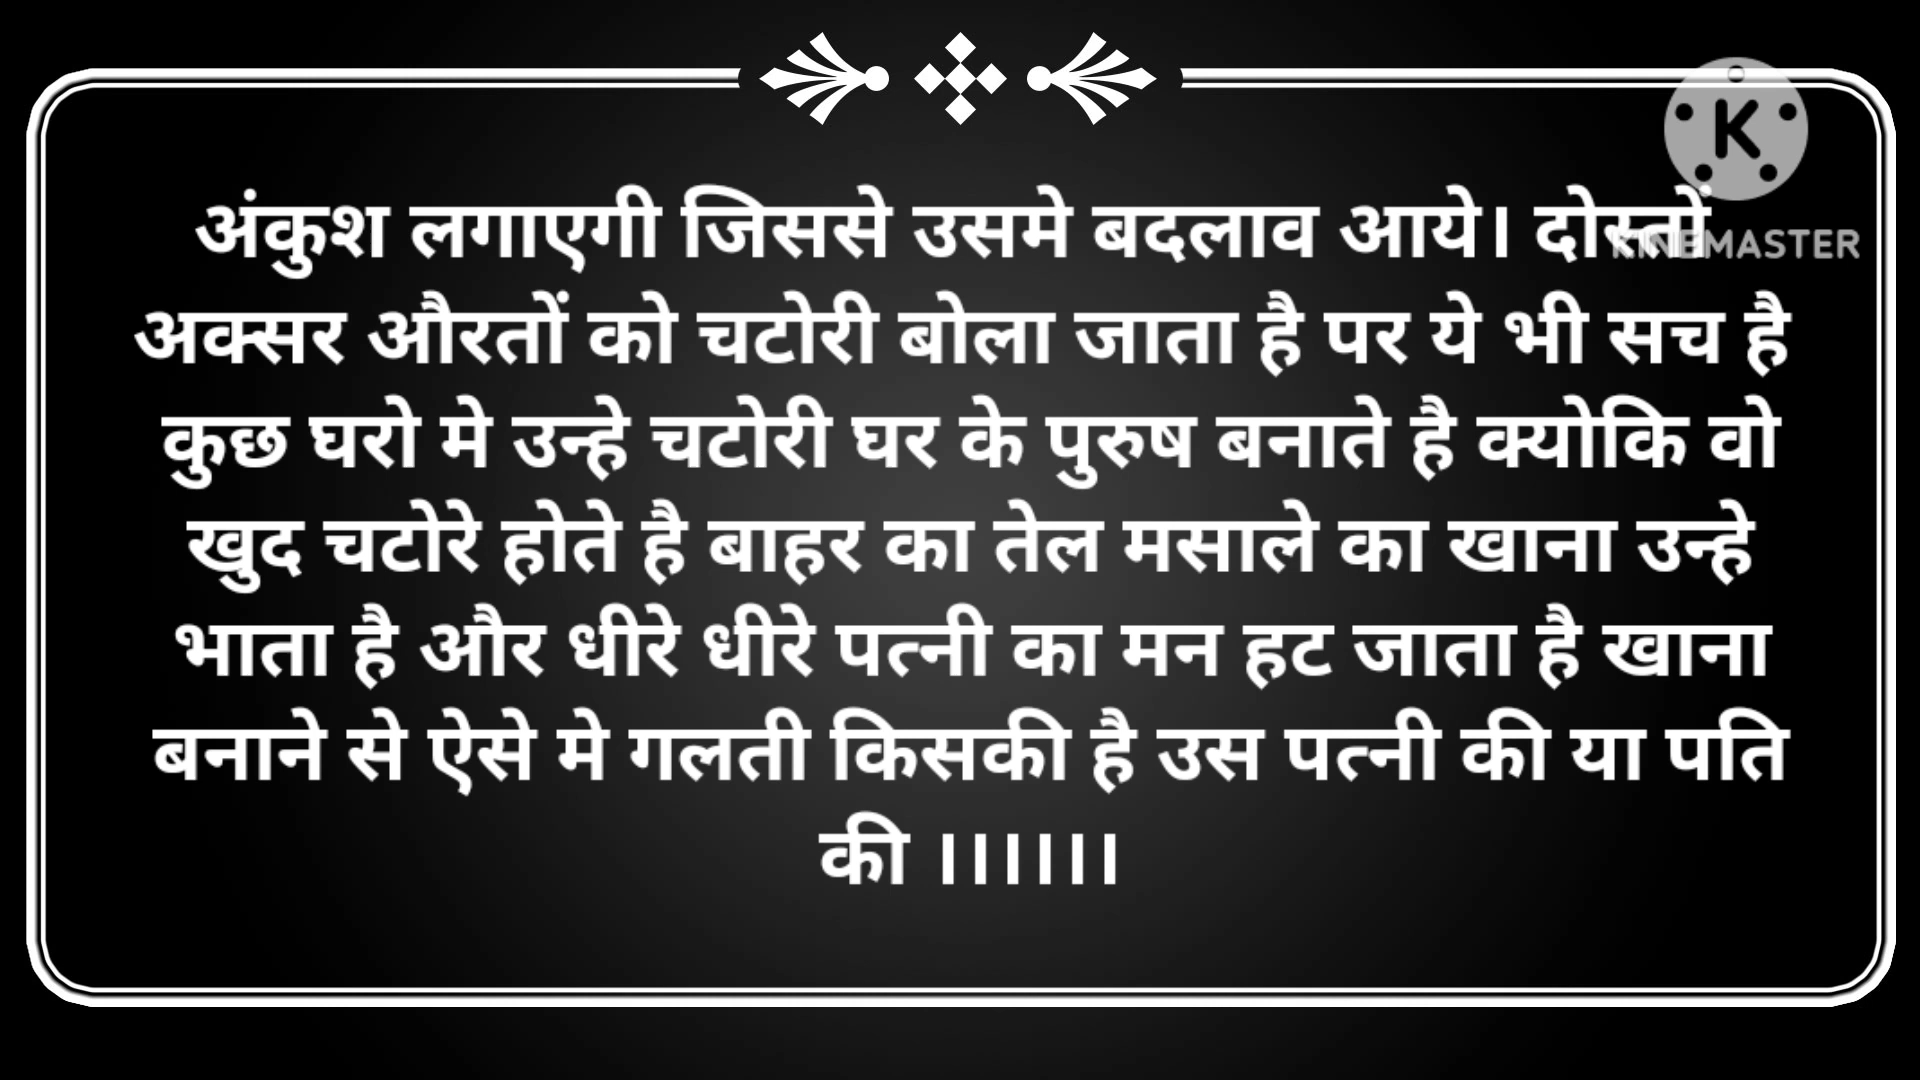 अंकुश लगाएगी जिससे उसमे बदलाव आये। दोस्तों
KINEMASTER
अक्सर औरतों को चटोरी बोला जाता है पर ये भी सच है
कुछ घरो मे उन्हे चटोरी घर के पुरुष बनाते है क्योकि वो
खुद चटोरे होते है बाहर का तेल मसाले का खाना उन्हे
भाता है और धीरे धीरे पत्नी का मन हट जाता है खाना
बनाने से ऐसे मे गलती किसकी है उस पत्नी की या पति
की ।।।।।।